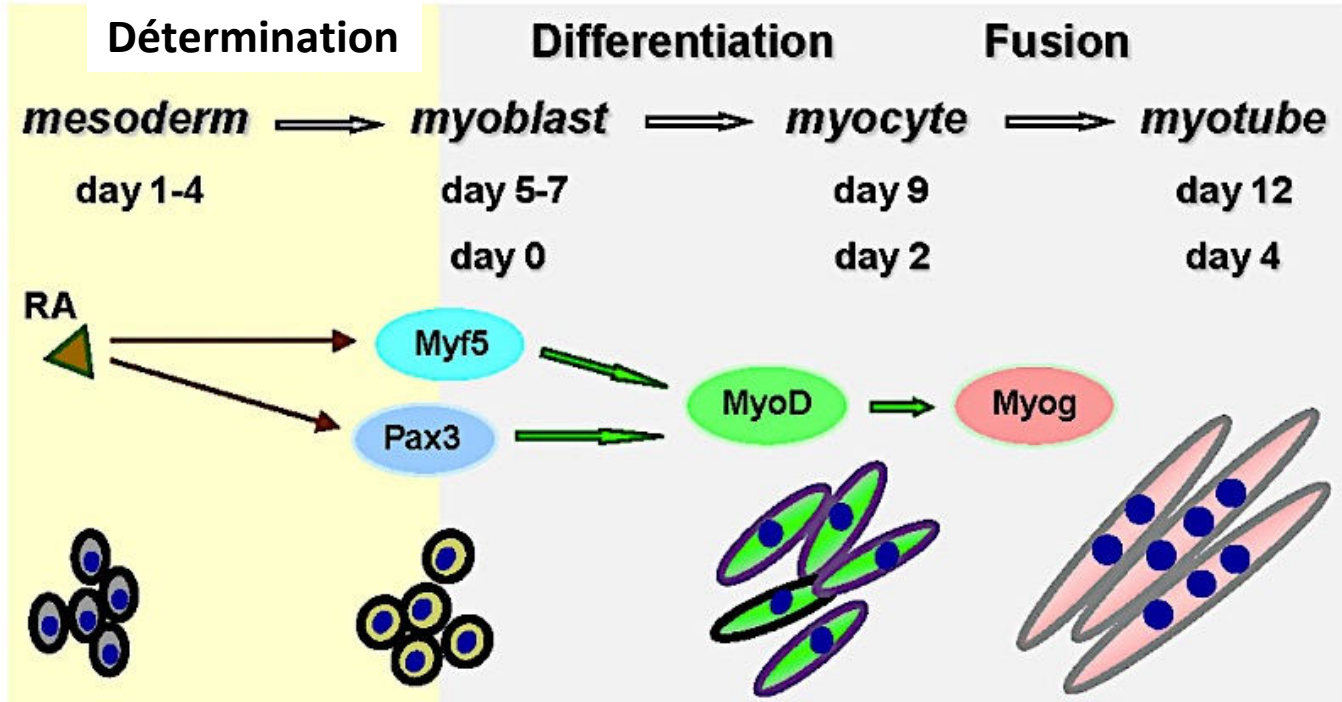 Détermination Differentiation Fusion
mesoderm myoblast myocyte myotube
day 1-4 day 5-7 day 9 day 12
day 0 day 2 day 4
RA
Myf5
MyoD Myog
Pax3